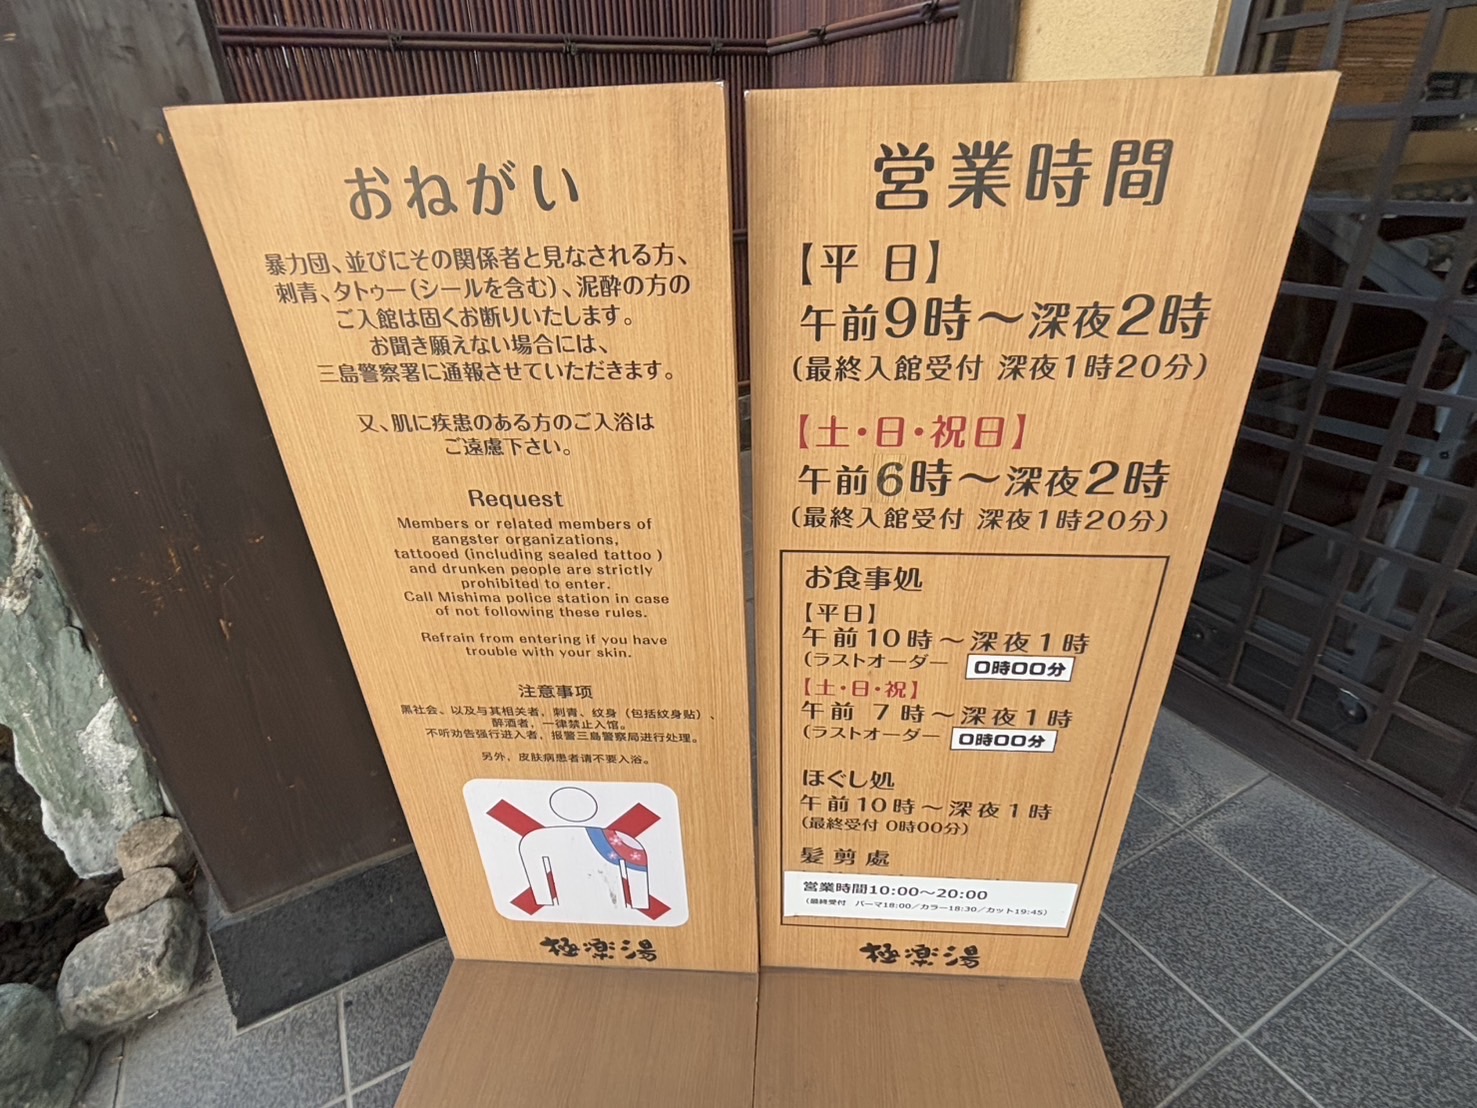 おねがい
暴力団、並びにその関係者と見なされる方、
刺青、タトゥー(シールを含む)、泥酔の方の
ご入館は固くお断りいたします。
お聞き願えない場合には、
三島警察署に通報させていただきます。
又、肌に疾患のある方のご入浴は
ご遠慮下さい。
Request
Members or related members of
gangster organizations,
tattooed (including sealed tattoo )
and drunken people are strictly
prohibited to enter.
Call Mishima police station in case
of not following these rules.
Refrain from entering if you have
trouble with your skin.
注意事项
黑社会、以及与其相关者，刺青、纹身（包括纹身贴）、
醉酒者，一律禁止入馆。
不听劝告强行进入者，报警三島警察局进行处理。
另外，皮肤病患者请不要入浴。
極楽湯
営業時間
【平 日】
午前9時〜深夜2時
(最終入館受付 深夜1時20分)
【土・日・祝日】
午前6時〜深夜2時
(最終入館受付 深夜1時20分)
お食事処
【平日】
午前10時〜深夜1時
(ラストオーダー 0時00分
【土・日・祝】
午前 7時〜深夜1時
(ラストオーダー 0時00分
ほぐし処
午前10時〜深夜1時
(最終受付 0時00分)
髪剪處
営業時間10:00〜20:00
(最終受付 パーマ18:00／カラー18:30／カット19:45)
極楽湯